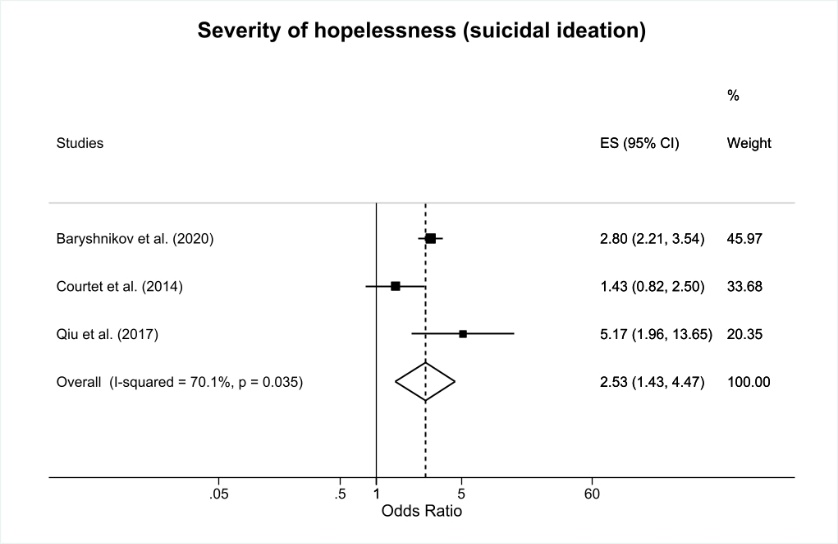 Severity of hopelessness (suicidal ideation)
%
Studies ES (95% CI) Weight
Baryshnikov et al. (2020) 2.80 (2.21, 3.54) 45.97
Courtet et al. (2014) 1.43 (0.82, 2.50) 33.68
Qiu et al. (2017) 5.17 (1.96, 13.65) 20.35
Overall (I-squared = 70.1%, p = 0.035) 2.53 (1.43, 4.47) 100.00
.05 .5 1 5 60
Odds Ratio